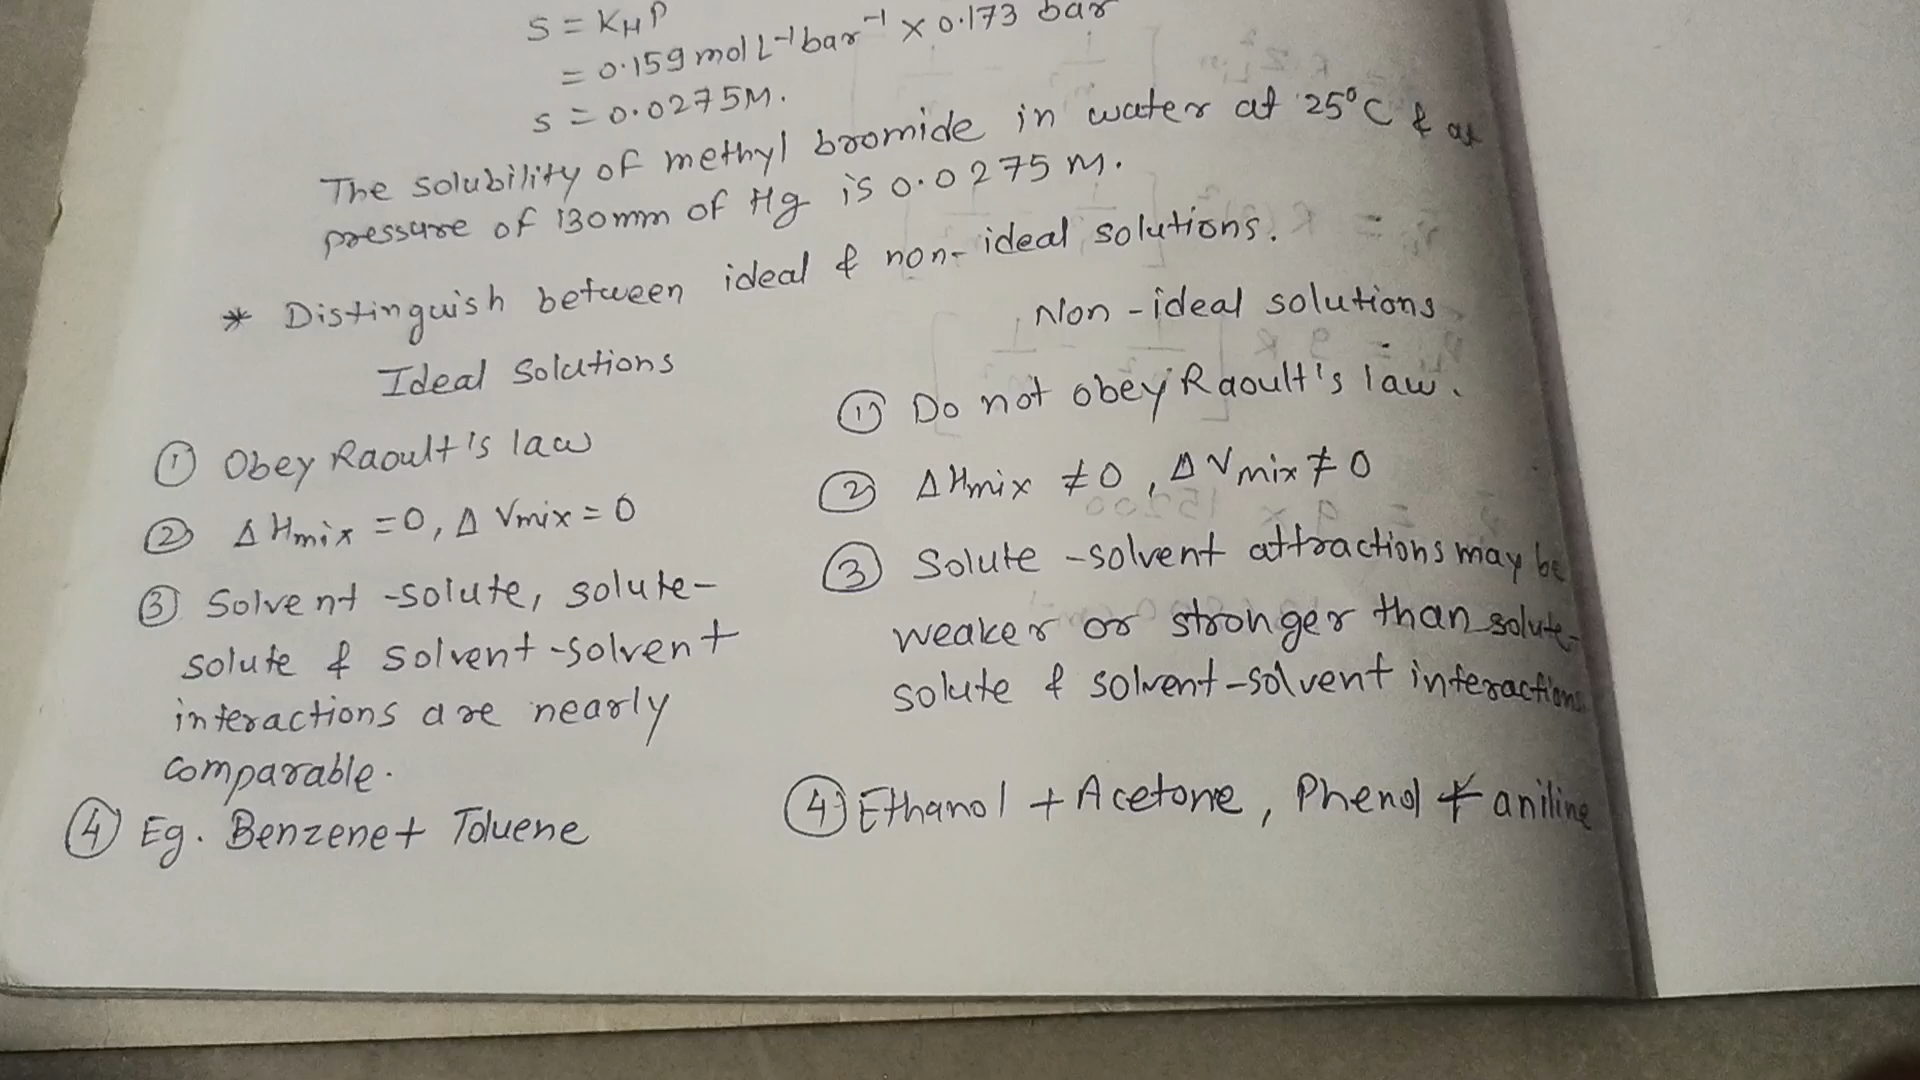 S = KHP
= 0.159 mol L⁻¹ bar⁻¹ × 0.173 bar
S = 0.0275M.
The solubility of methyl bromide in water at 25°C & at
pressure of 130mm of Hg is 0.0275 M.
* Distinguish between ideal & non-ideal solutions.
Ideal Solutions
① Obey Raoult's law
② ΔHmix = 0, ΔVmix = 0
③ Solvent-solute, solute-
solute & solvent-solvent
interactions are nearly
comparable.
④ Eg. Benzene + Toluene
Non-ideal solutions
① Do not obey Raoult's law.
② ΔHmix ≠ 0, ΔVmix ≠ 0
③ Solute-solvent attractions may be
weaker or stronger than solute-
solute & solvent-solvent interactions
④ Ethanol + Acetone, Phenol + aniline